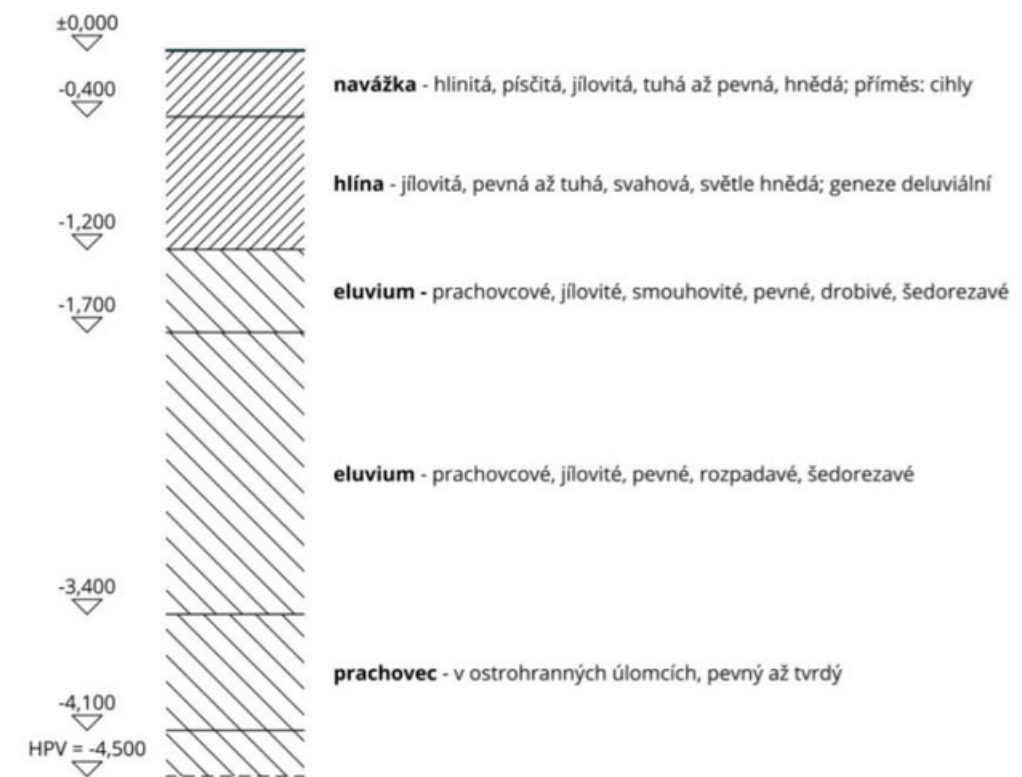 ±0,000
navážka - hlinitá, písčitá, jílovitá, tuhá až pevná, hnědá; příměs: cihly
-0,400
hlína - jílovitá, pevná až tuhá, svahová, světle hnědá; geneze deluviální
-1,200
eluvium - prachovcové, jílovité, smouhovité, pevné, drobivé, šedorezavé
-1,700
eluvium - prachovcové, jílovité, pevné, rozpadavé, šedorezavé
-3,400
prachovec - v ostrohranných úlomcích, pevný až tvrdý
-4,100
HPV = -4,500